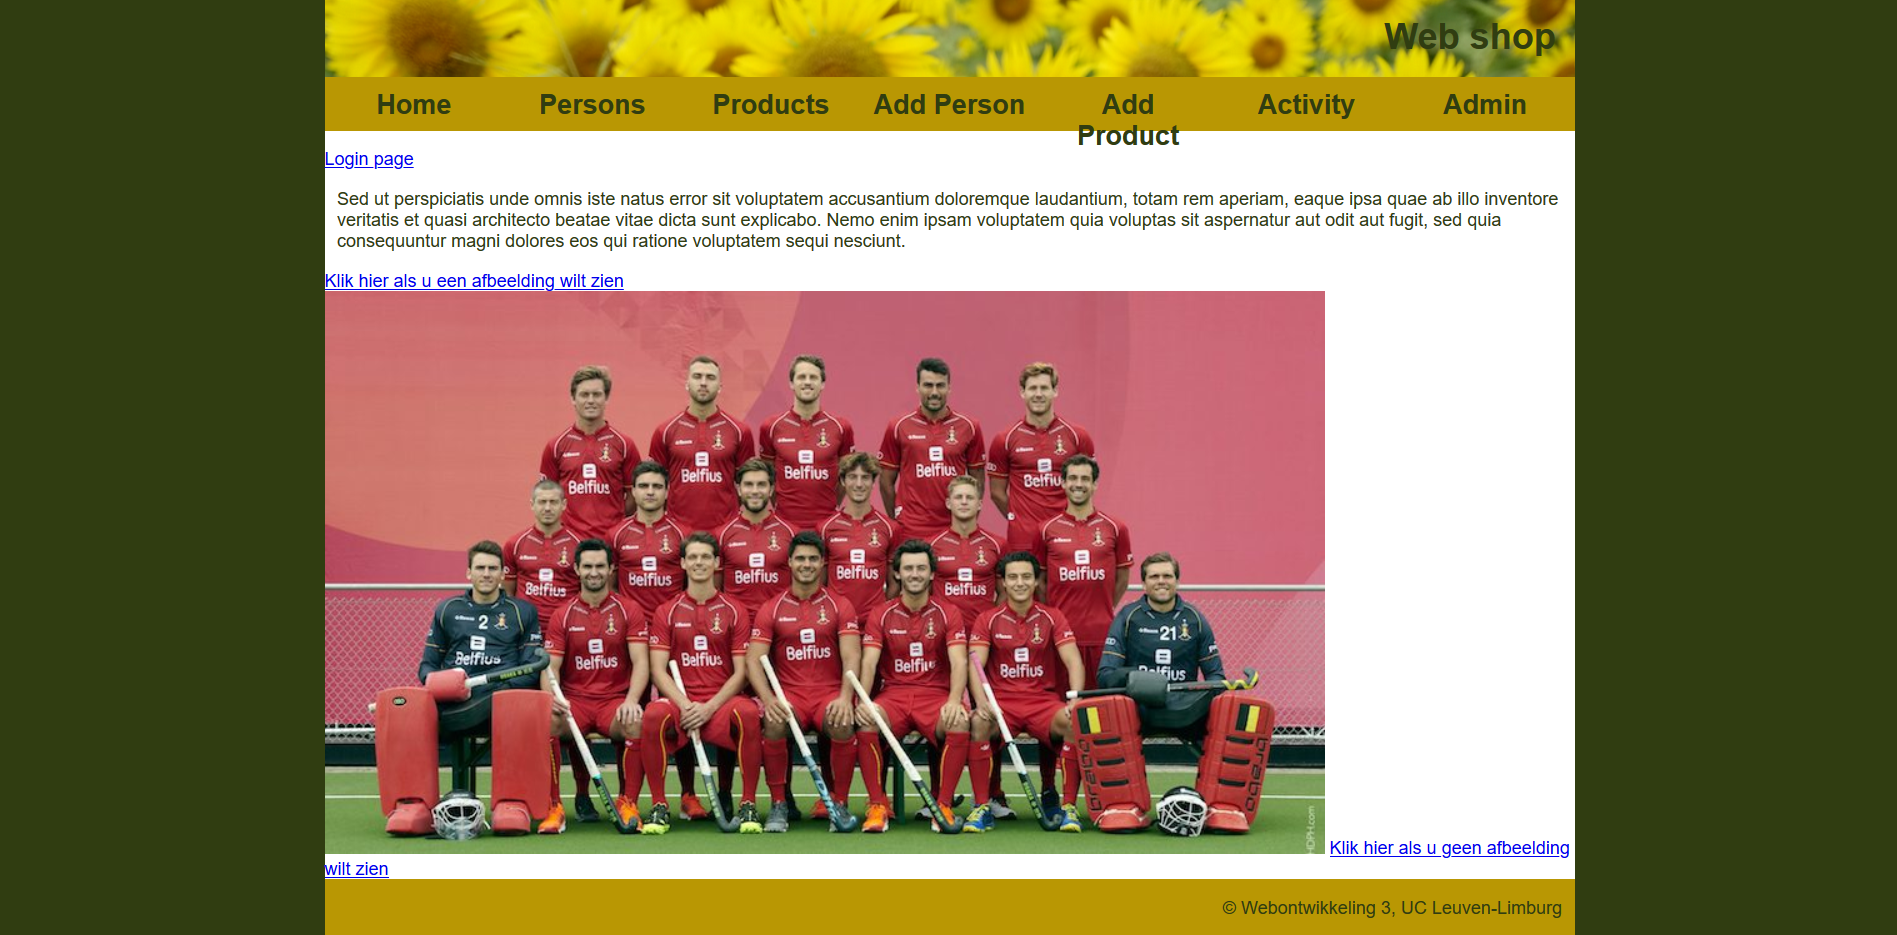 Web shop
Home Persons Products Add Person Add Product Activity Admin
Login page
Sed ut perspiciatis unde omnis iste natus error sit voluptatem accusantium doloremque laudantium, totam rem aperiam, eaque ipsa quae ab illo inventore
veritatis et quasi architecto beatae vitae dicta sunt explicabo. Nemo enim ipsam voluptatem quia voluptas sit aspernatur aut odit aut fugit, sed quia
consequuntur magni dolores eos qui ratione voluptatem sequi nesciunt.
Klik hier als u een afbeelding wilt zien
Belfius Belfius Belfius Belfius Belfiu
Belfius Belfius Belfius Belfius Belfius Belfius
2 Belfius Belfius Belfius Belfius Belfiu Belfius 21 Belfius
brabo brabo
HDPH.com
Klik hier als u geen afbeelding
wilt zien
© Webontwikkeling 3, UC Leuven-Limburg